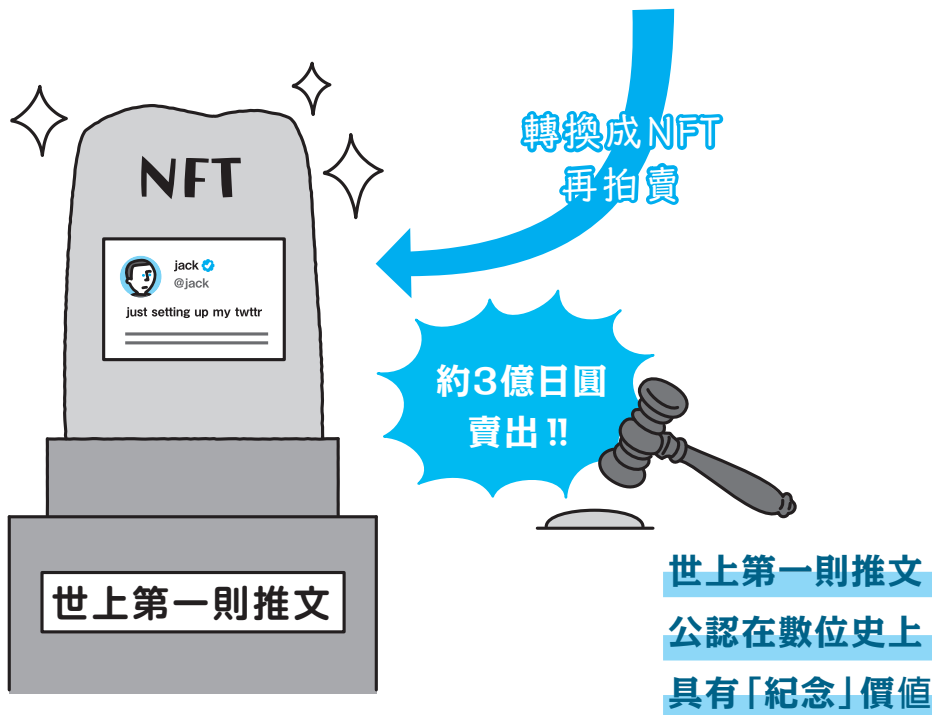 轉換成NFT
再拍賣
NFT
jack
@jack
just setting up my twttr
約3億日圓
賣出!!
世上第一則推文
世上第一則推文
公認在數位史上
具有「紀念」價值